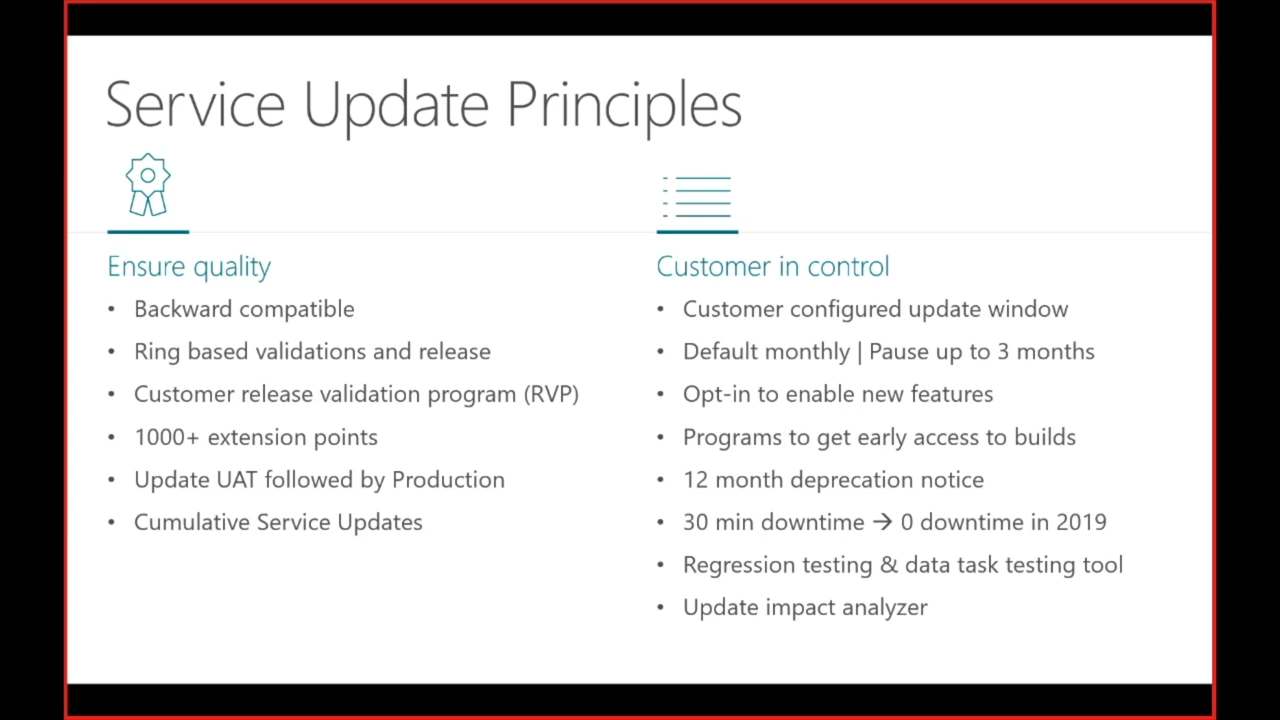 Service Update Principles
Ensure quality
• Backward compatible
• Ring based validations and release
• Customer release validation program (RVP)
• 1000+ extension points
• Update UAT followed by Production
• Cumulative Service Updates
Customer in control
• Customer configured update window
• Default monthly | Pause up to 3 months
• Opt-in to enable new features
• Programs to get early access to builds
• 12 month deprecation notice
• 30 min downtime → 0 downtime in 2019
• Regression testing & data task testing tool
• Update impact analyzer